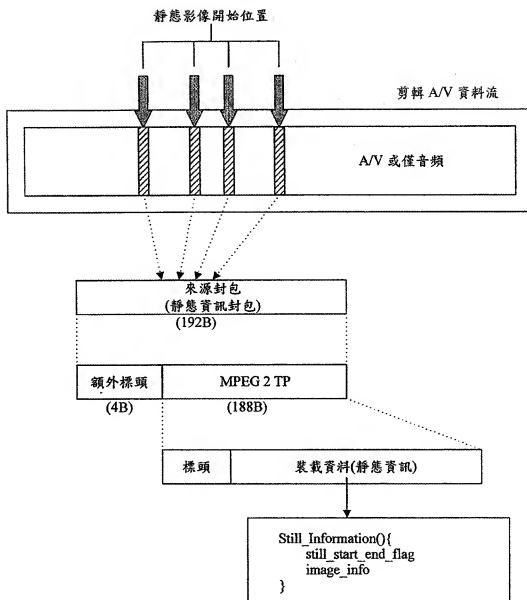 靜態影像開始位置
剪輯 A/V 資料流
A/V 或僅音頻
來源封包
(靜態資訊封包)
(192B)
額外標頭
MPEG 2 TP
(4B)
(188B)
標頭
裝載資料(靜態資訊)
Still_Information(){
still_start_end_flag
image_info
}